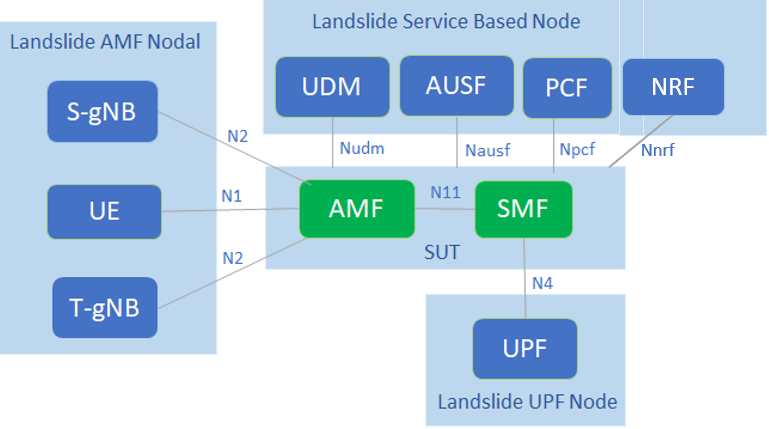 Landslide Service Based Node
Landslide AMF Nodal
UDM
AUSF
PCF
NRF
S-gNB
N2
Nudm
Nausf
Npcf
Nnrf
UE
N1
AMF
N11
SMF
N2
SUT
T-gNB
N4
UPF
Landslide UPF Node